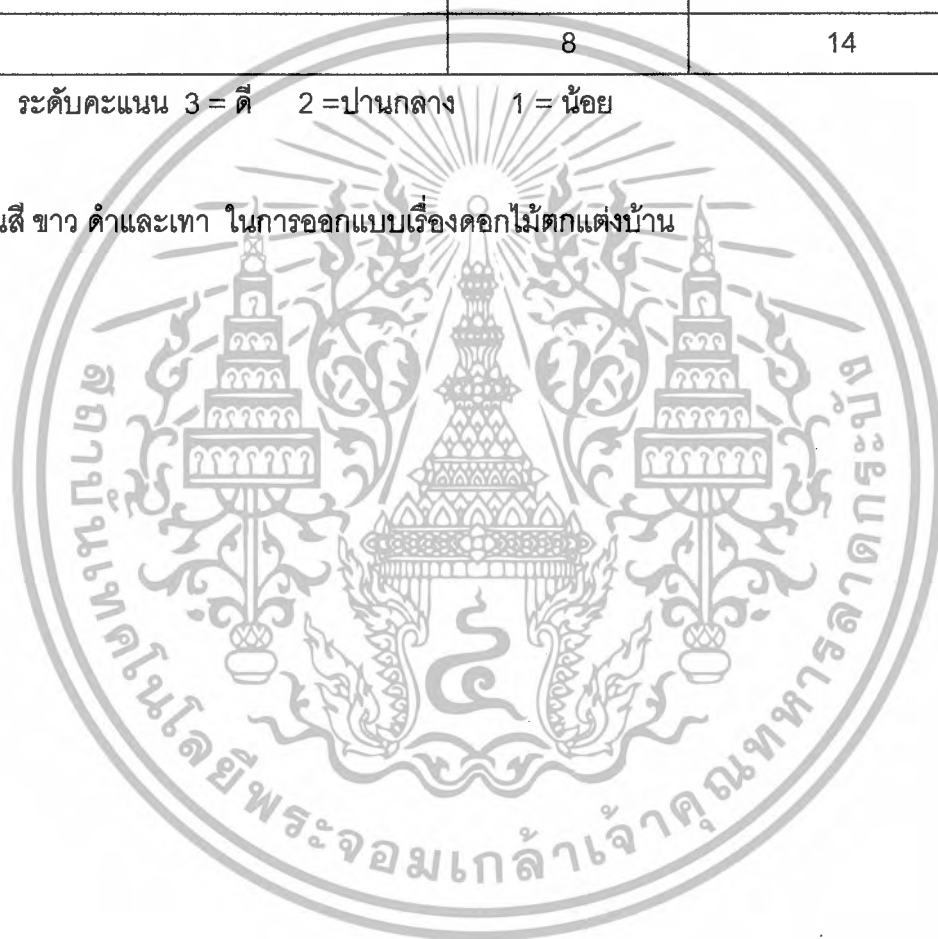 8 14
ระดับคะแนน 3 = ดี 2 =ปานกลาง 1 = น้อย
สี ขาว ดำและเทา ในการออกแบบเรื่องดอกไม้ตกแต่งบ้าน
สถาบันเทคโนโลยีพระจอมเกล้าเจ้าคุณทหารลาดกระบัง
๔